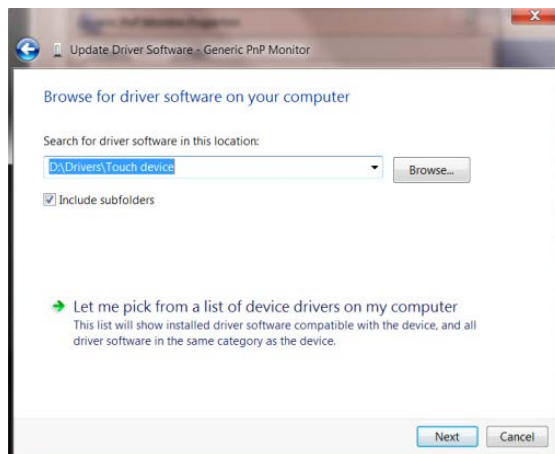 Update Driver Software - Generic PnP Monitor
Browse for driver software on your computer
Search for driver software in this location:
D:\Drivers\Touch device
Browse...
Include subfolders
Let me pick from a list of device drivers on my computer
This list will show installed driver software compatible with the device, and all
driver software in the same category as the device.
Next
Cancel